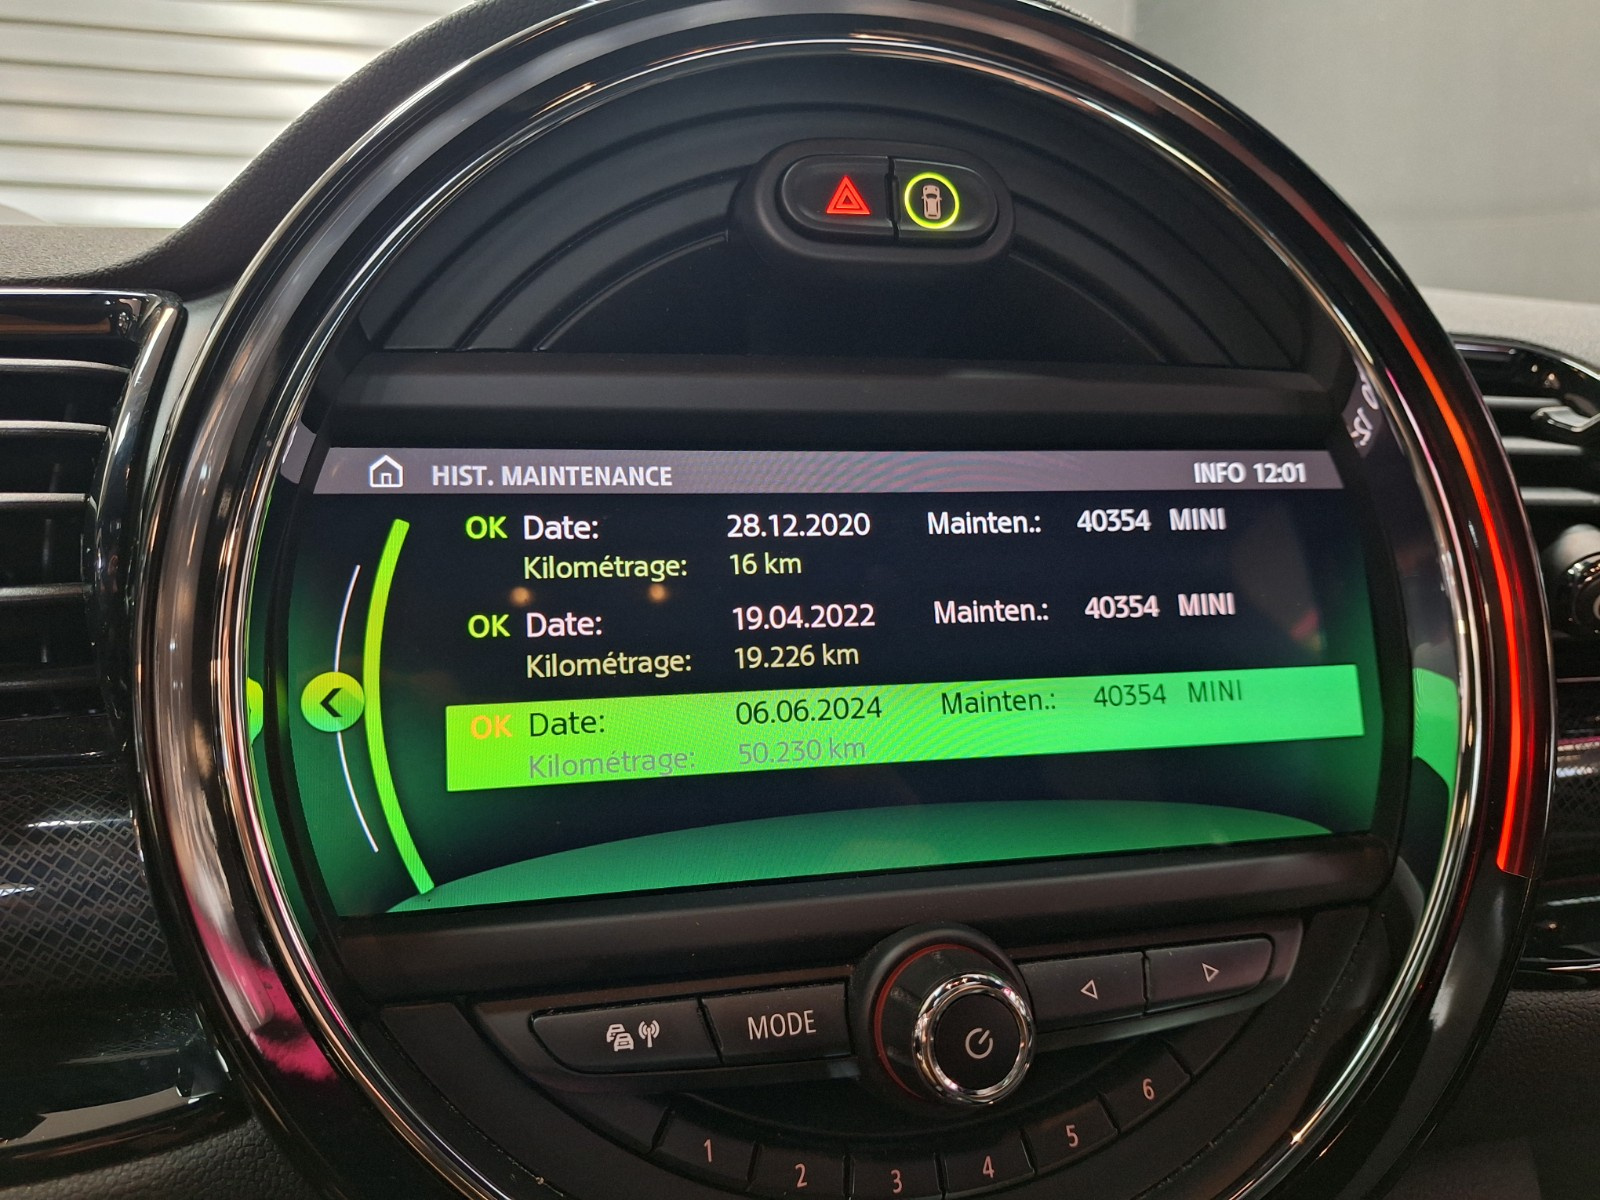 HIST. MAINTENANCE INFO 12:01
OK Date: 28.12.2020 Mainten.: 40354 MINI
Kilométrage: 16 km
OK Date: 19.04.2022 Mainten.: 40354 MINI
Kilométrage: 19.226 km
OK Date: 06.06.2024 Mainten.: 40354 MINI
Kilométrage: 50.230 km
MODE
1 2 3 4 5 6